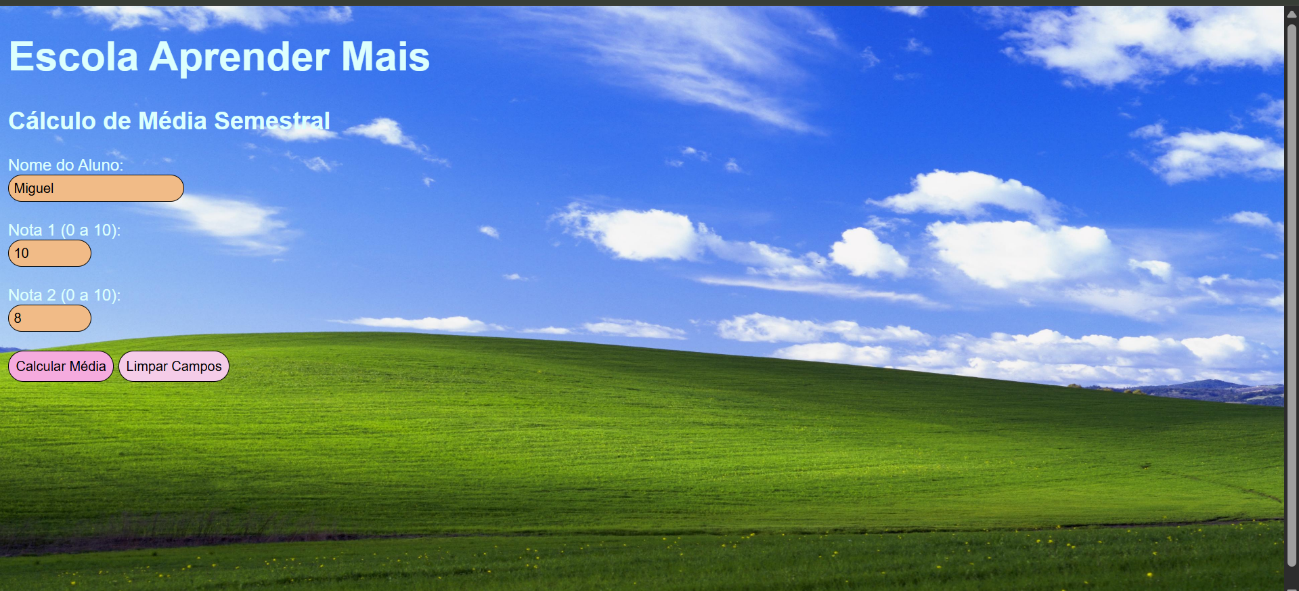 Escola Aprender Mais
Cálculo de Média Semestral
Nome do Aluno:
Miguel
Nota 1 (0 a 10):
10
Nota 2 (0 a 10):
8
Calcular Média Limpar Campos